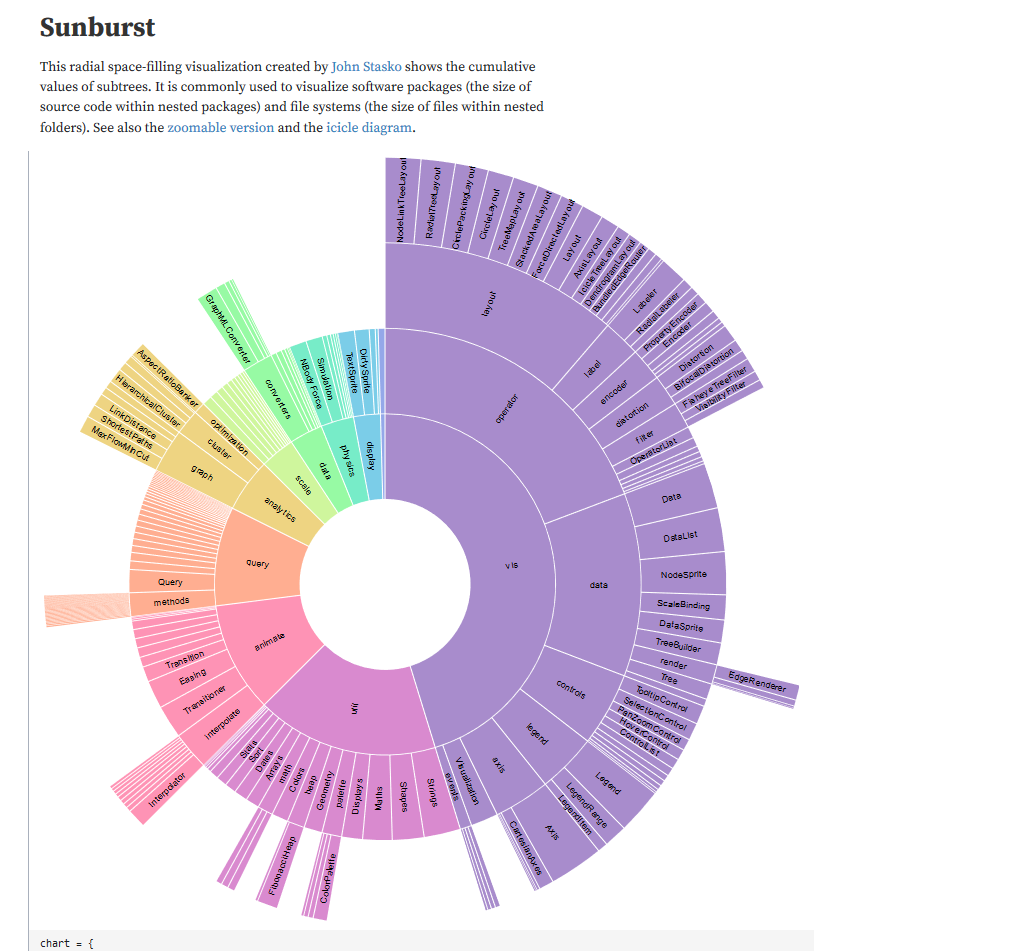 Sunburst
This radial space-filling visualization created by John Stasko shows the cumulative
values of subtrees. It is commonly used to visualize software packages (the size of
source code within nested packages) and file systems (the size of files within nested
folders). See also the zoomable version and the icicle diagram.
vis
operator
layout
NodeLinkTreeLayout
RadialTreeLayout
CirclePackingLayout
CircleLayout
TreeMapLayout
StackedAreaLayout
ForceDirectedLayout
Layout
AxisLayout
IcicleTreeLayout
DendrogramLayout
BundledEdgeRouter
label
Labeler
RadialLabeler
encoder
PropertyEncoder
Encoder
distortion
Distortion
BifocalDistortion
filter
FisheyeTreeFilter
VisibilityFilter
OperatorList
data
Data
DataList
NodeSprite
ScaleBinding
DataSprite
TreeBuilder
render
EdgeRenderer
Tree
controls
TooltipControl
SelectionControl
PanZoomControl
HoverControl
ControlList
legend
Legend
LegendRange
LegendItem
axis
Axis
CartesianAxes
Visualization
events
util
Strings
Shapes
Maths
Displays
palette
ColorPalette
Geometry
heap
FibonacciHeap
Colors
math
Arrays
Dates
Sort
Stats
animate
interpolate
Interpolator
Transitioner
Easing
Transition
query
methods
Query
analytics
graph
MaxFlowMinCut
ShortestPaths
LinkDistance
cluster
HierarchicalCluster
optimization
AspectRatioBanker
scale
data
converters
GraphMLConverter
physics
NBodyForce
Simulation
display
TextSprite
DirtySprite
chart = {